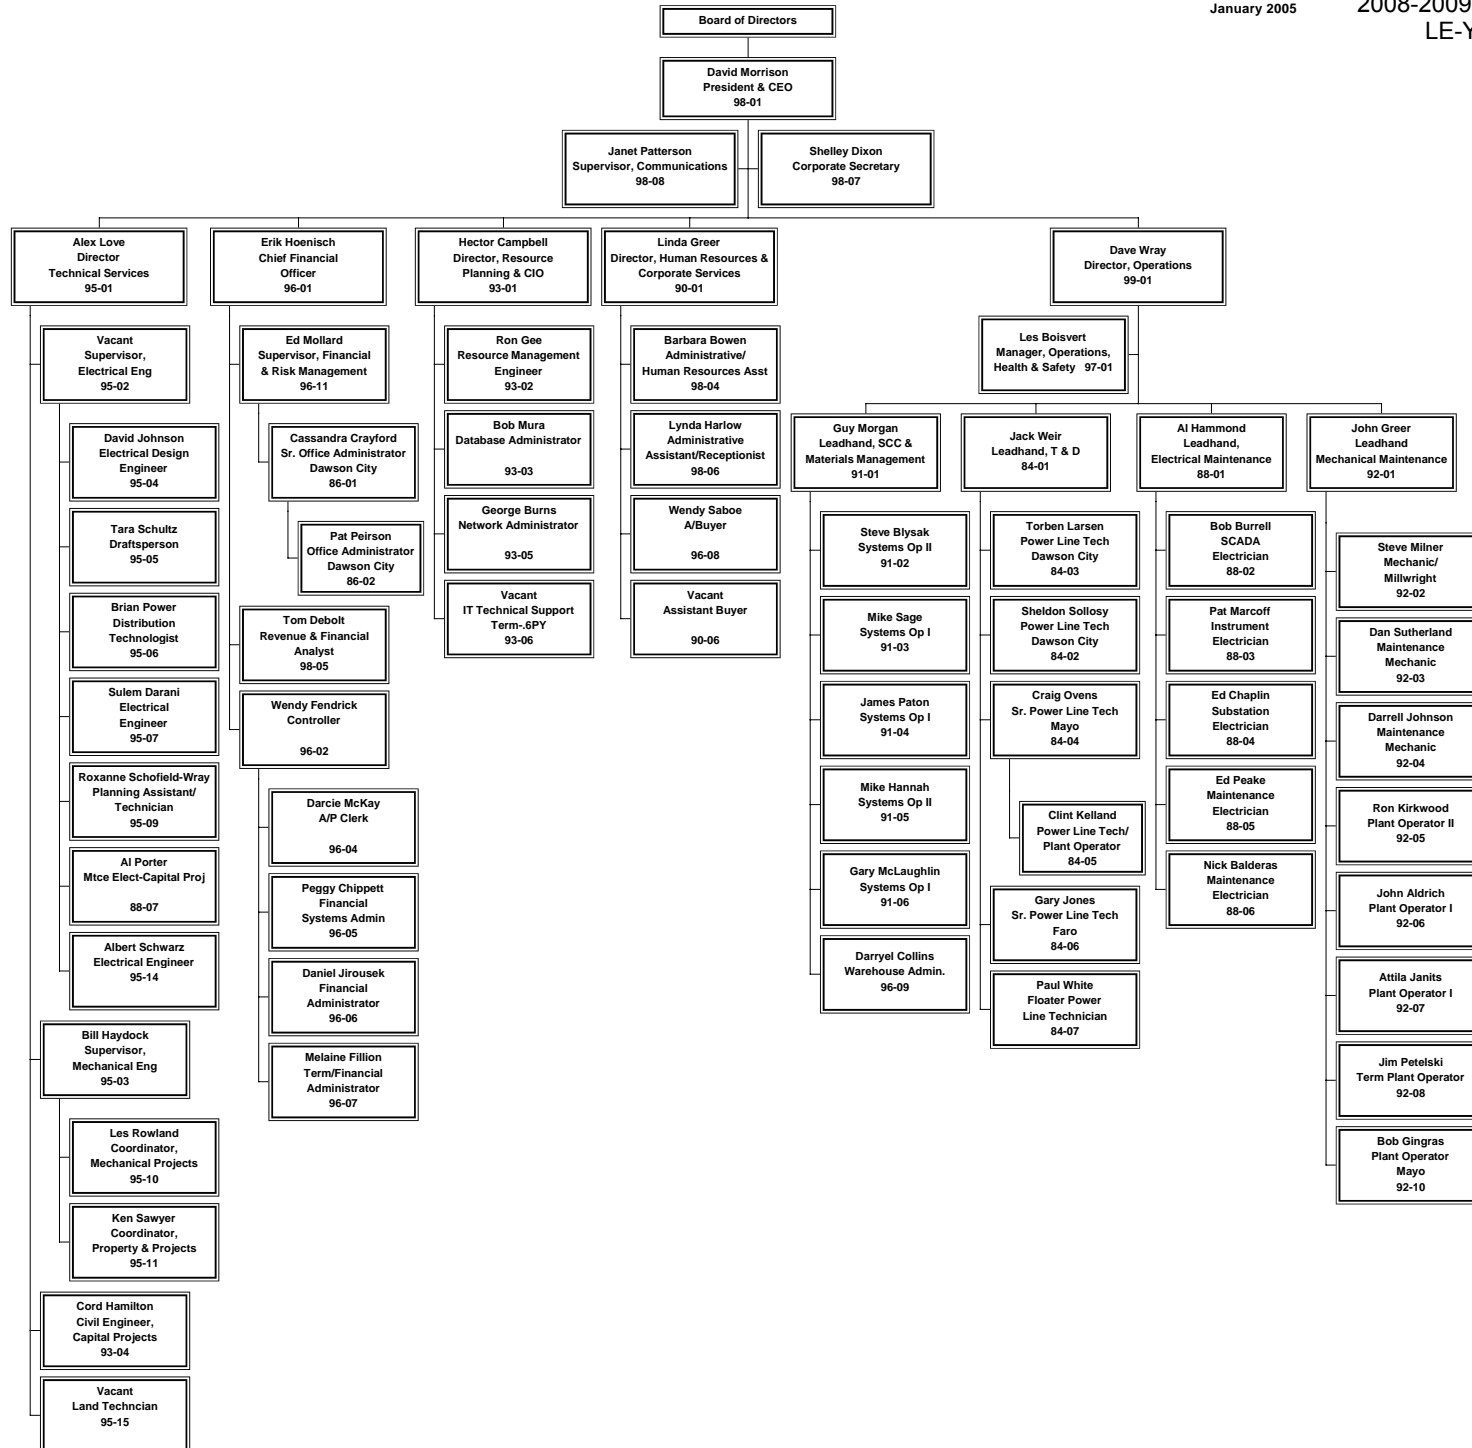 January 2005
2008-2009
LE-Y
Board of Directors
David Morrison
President & CEO
98-01
Janet Patterson
Supervisor, Communications
98-08
Shelley Dixon
Corporate Secretary
98-07
Alex Love
Director
Technical Services
95-01
Vacant
Supervisor,
Electrical Eng
95-02
David Johnson
Electrical Design
Engineer
95-04
Tara Schultz
Draftsperson
95-05
Brian Power
Distribution
Technologist
95-06
Sulem Darani
Electrical
Engineer
95-07
Roxanne Schofield-Wray
Planning Assistant/
Technician
95-09
Al Porter
Mtce Elect-Capital Proj
88-07
Albert Schwarz
Electrical Engineer
95-14
Bill Haydock
Supervisor,
Mechanical Eng
95-03
Les Rowland
Coordinator,
Mechanical Projects
95-10
Ken Sawyer
Coordinator,
Property & Projects
95-11
Cord Hamilton
Civil Engineer,
Capital Projects
93-04
Vacant
Land Techncian
95-15
Erik Hoenisch
Chief Financial
Officer
96-01
Ed Mollard
Supervisor, Financial
& Risk Management
96-11
Cassandra Crayford
Sr. Office Administrator
Dawson City
86-01
Pat Peirson
Office Administrator
Dawson City
86-02
Tom Debolt
Revenue & Financial
Analyst
98-05
Wendy Fendrick
Controller
96-02
Darcie McKay
A/P Clerk
96-04
Peggy Chippett
Financial
Systems Admin
96-05
Daniel Jirousek
Financial
Administrator
96-06
Melaine Fillion
Term/Financial
Administrator
96-07
Hector Campbell
Director, Resource
Planning & CIO
93-01
Ron Gee
Resource Management
Engineer
93-02
Bob Mura
Database Administrator
93-03
George Burns
Network Administrator
93-05
Vacant
IT Technical Support
Term-.6PY
93-06
Linda Greer
Director, Human Resources &
Corporate Services
90-01
Barbara Bowen
Administrative/
Human Resources Asst
98-04
Lynda Harlow
Administrative
Assistant/Receptionist
98-06
Wendy Saboe
A/Buyer
96-08
Vacant
Assistant Buyer
90-06
Dave Wray
Director, Operations
99-01
Les Boisvert
Manager, Operations,
Health & Safety 97-01
Guy Morgan
Leadhand, SCC &
Materials Management
91-01
Steve Blysak
Systems Op II
91-02
Mike Sage
Systems Op I
91-03
James Paton
Systems Op I
91-04
Mike Hannah
Systems Op II
91-05
Gary McLaughlin
Systems Op I
91-06
Darryel Collins
Warehouse Admin.
96-09
Jack Weir
Leadhand, T & D
84-01
Torben Larsen
Power Line Tech
Dawson City
84-03
Sheldon Sollosy
Power Line Tech
Dawson City
84-02
Craig Ovens
Sr. Power Line Tech
Mayo
84-04
Clint Kelland
Power Line Tech/
Plant Operator
84-05
Gary Jones
Sr. Power Line Tech
Faro
84-06
Paul White
Floater Power
Line Technician
84-07
Al Hammond
Leadhand,
Electrical Maintenance
88-01
Bob Burrell
SCADA
Electrician
88-02
Pat Marcoff
Instrument
Electrician
88-03
Ed Chaplin
Substation
Electrician
88-04
Ed Peake
Maintenance
Electrician
88-05
Nick Balderas
Maintenance
Electrician
88-06
John Greer
Leadhand
Mechanical Maintenance
92-01
Steve Milner
Mechanic/
Millwright
92-02
Dan Sutherland
Maintenance
Mechanic
92-03
Darrell Johnson
Maintenance
Mechanic
92-04
Ron Kirkwood
Plant Operator II
92-05
John Aldrich
Plant Operator I
92-06
Attila Janits
Plant Operator I
92-07
Jim Petelski
Term Plant Operator
92-08
Bob Gingras
Plant Operator
Mayo
92-10